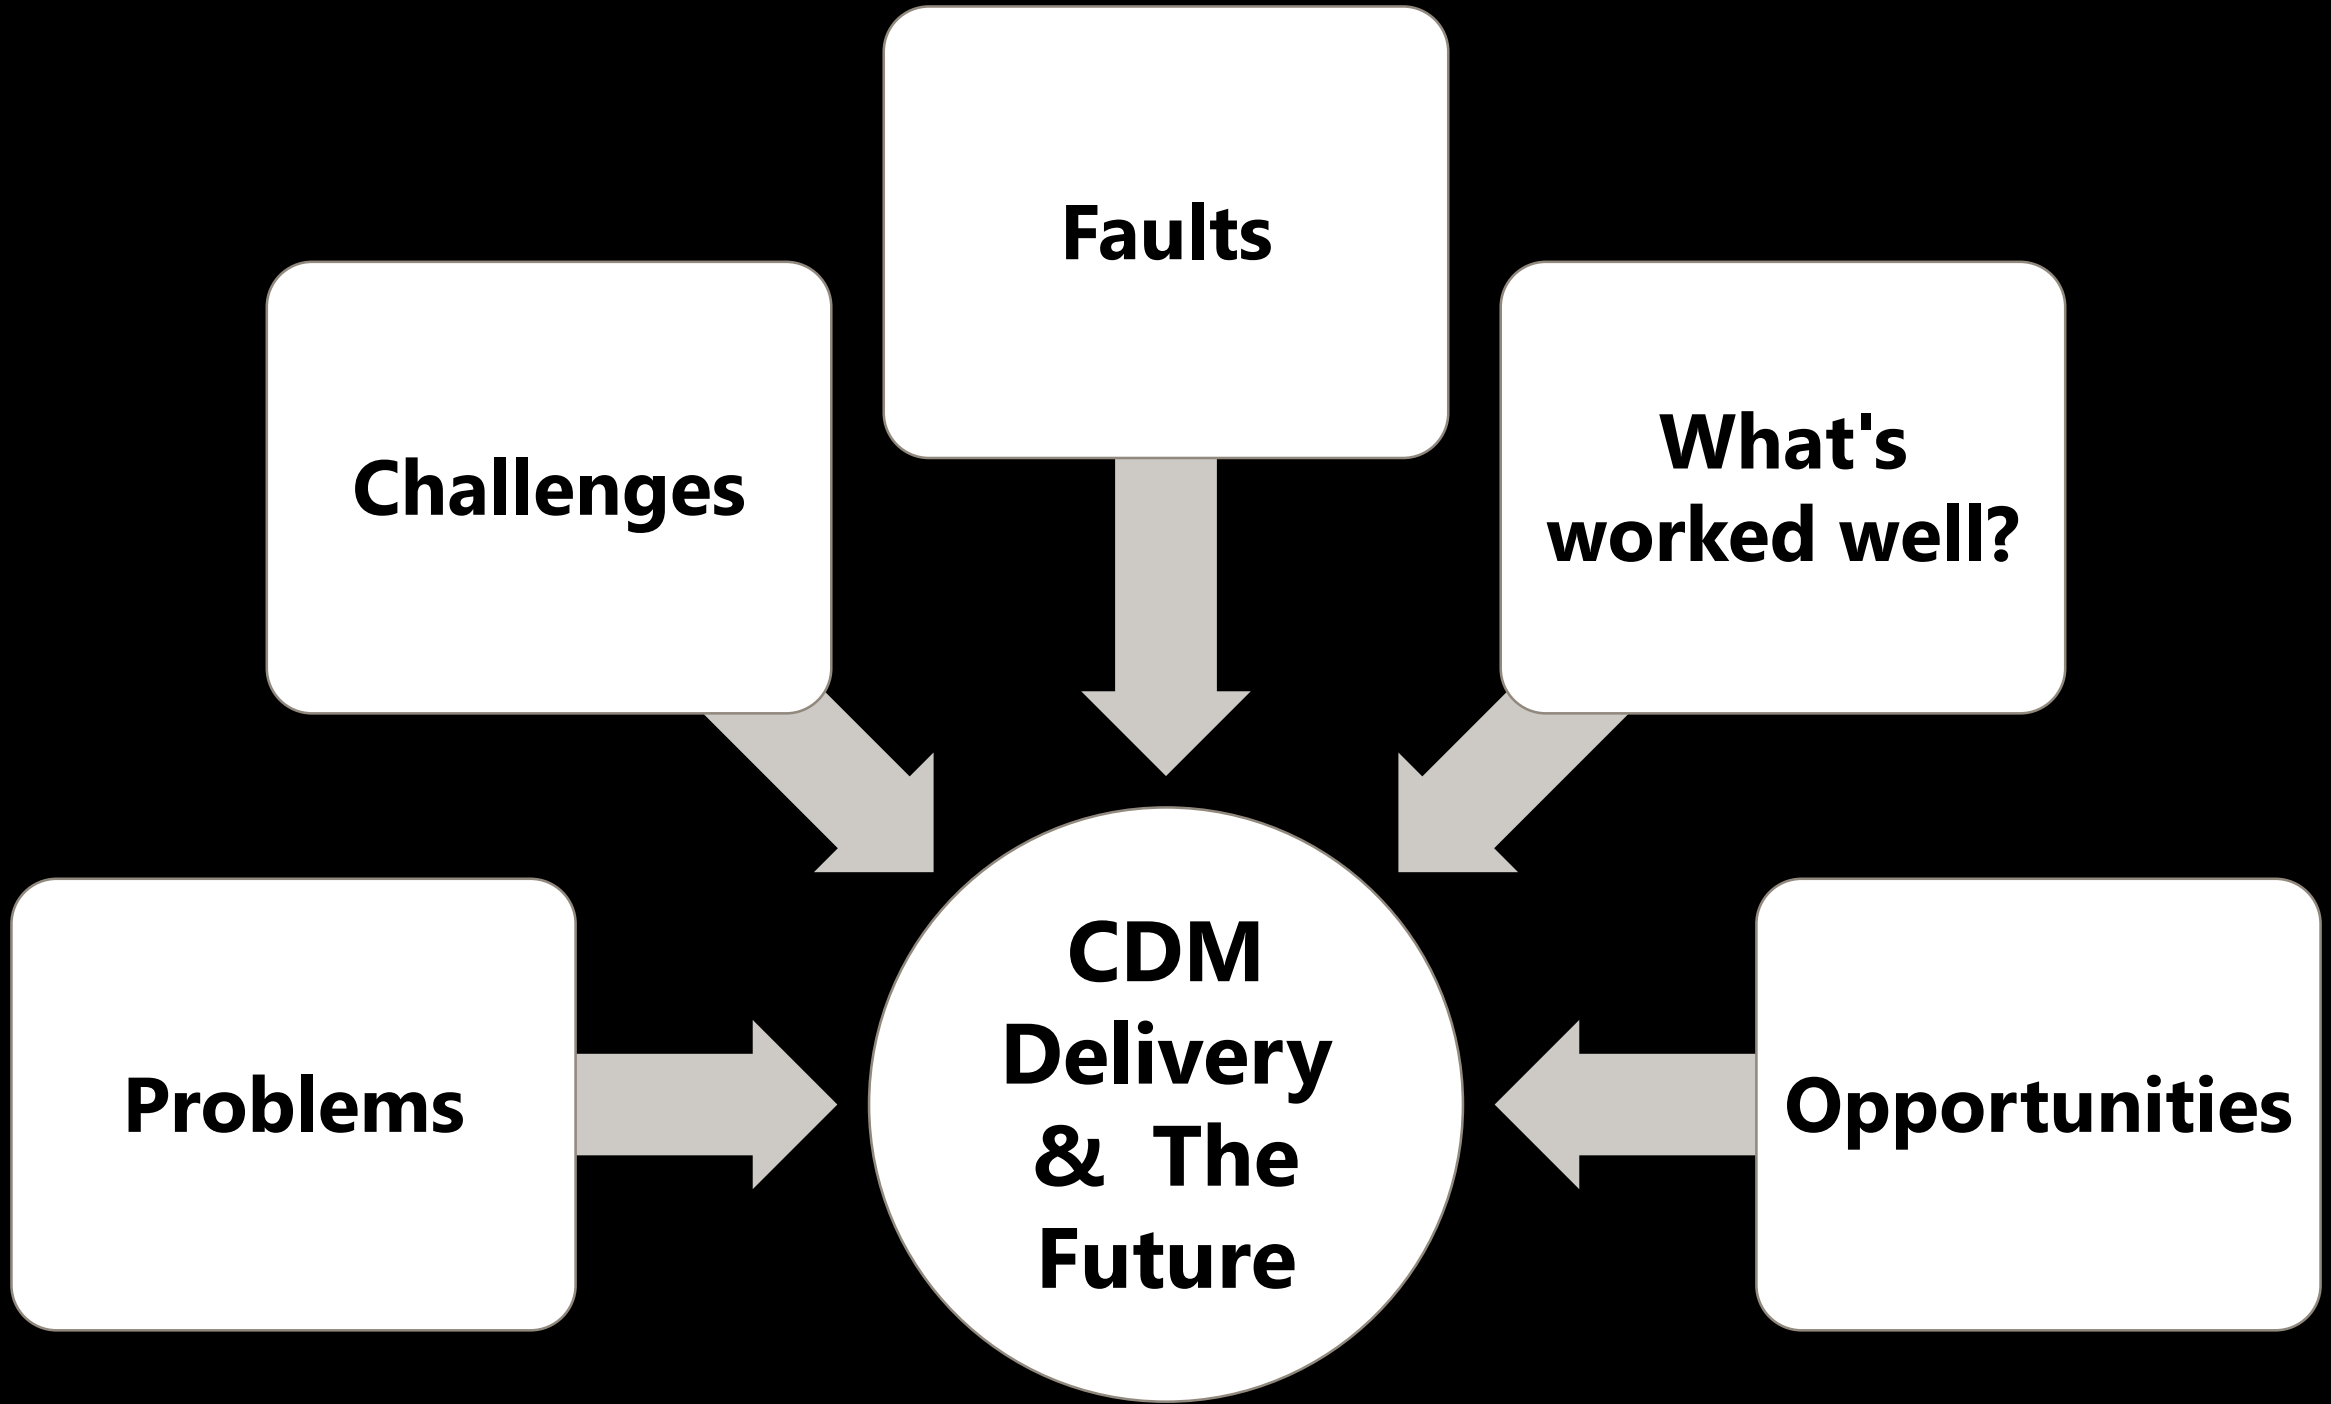 Faults
Challenges
What's
worked well?
Problems
CDM
Delivery
& The
Future
Opportunities